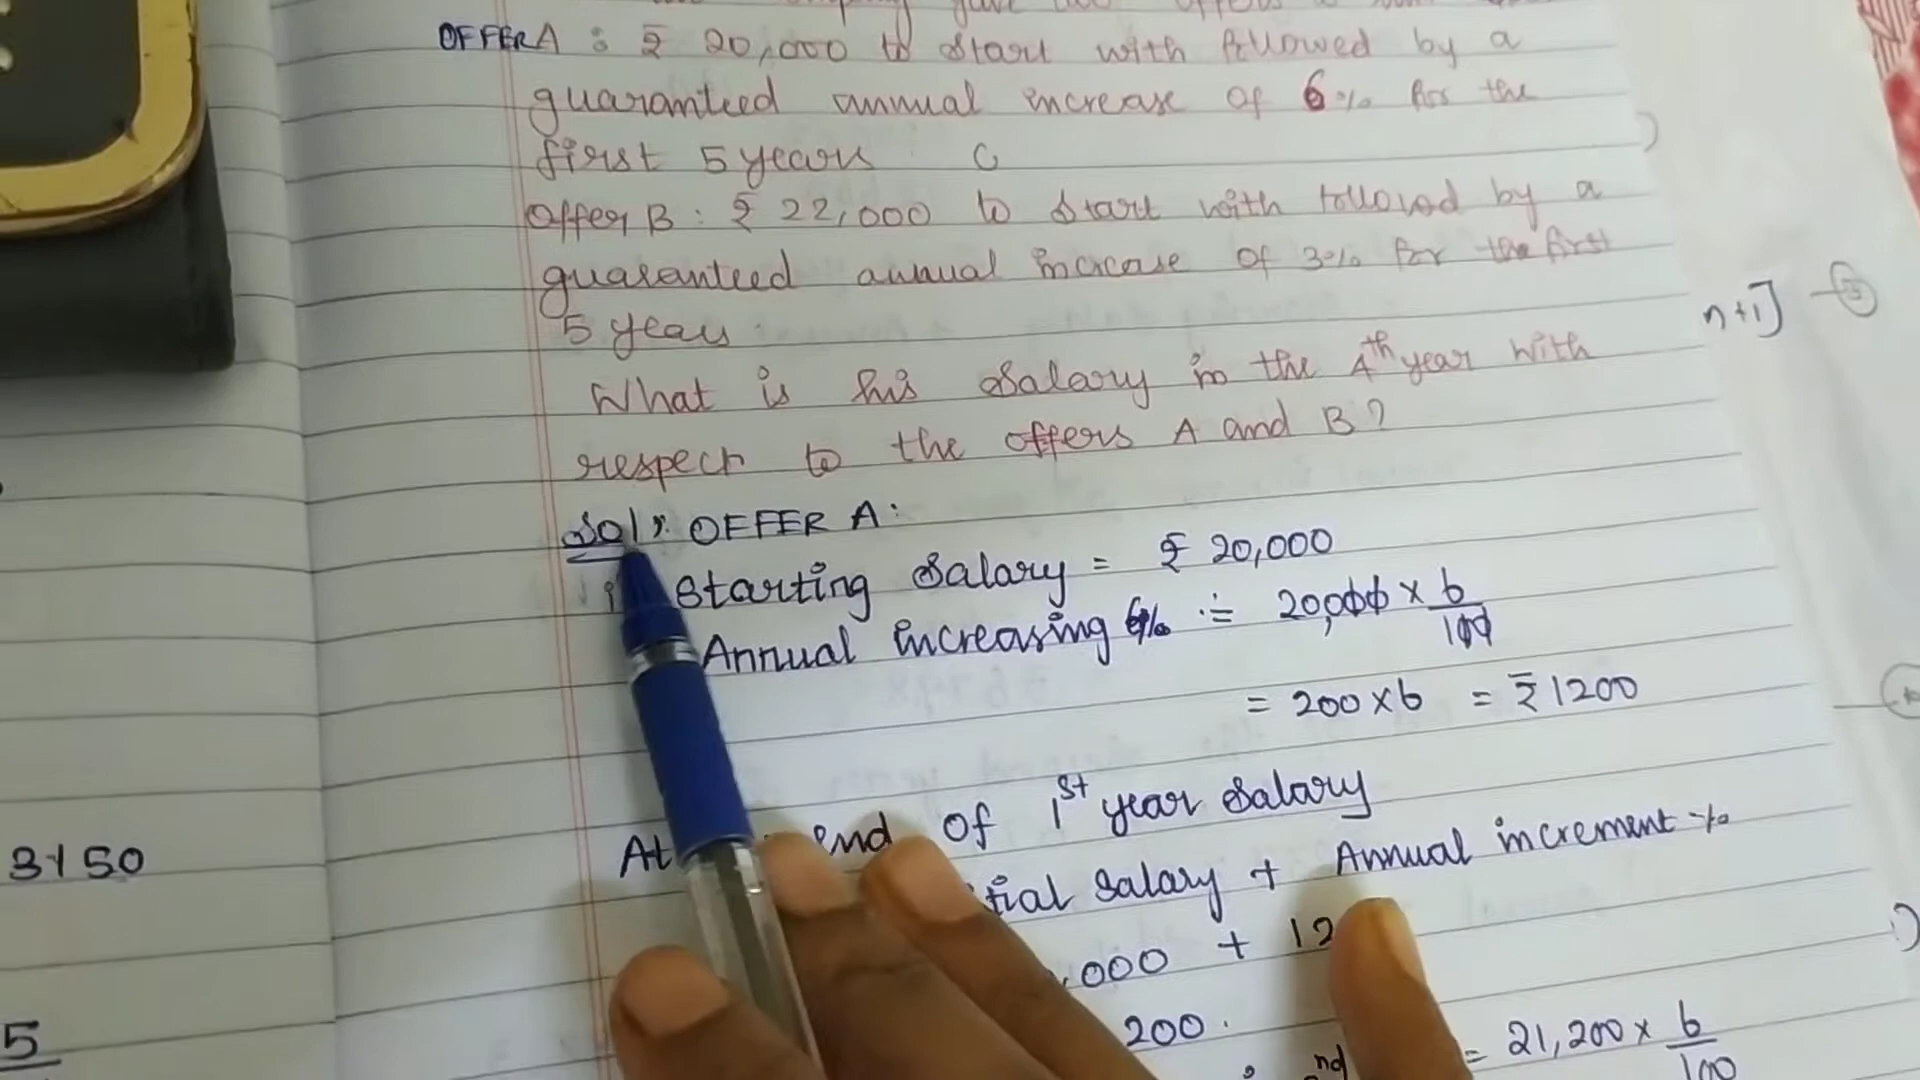 OFFER A : ₹ 20,000 to start with followed by a
guaranteed annual increase of 6% for the
first 5 years
Offer B : ₹ 22,000 to start with followed by a
guaranteed annual increase of 3% for the first
5 years.
What is his salary in the 4th year with
respect to the offers A and B?
Sol: OFFER A:
Starting Salary = ₹ 20,000
Annual increasing 6% = 20,000 × 6/100
= 200 × 6 = ₹ 1200
At end of 1st year salary
tial Salary + Annual increment %
,000 + 12
200.
nd
= 21,200 × 6/100
n+1]
3150
5